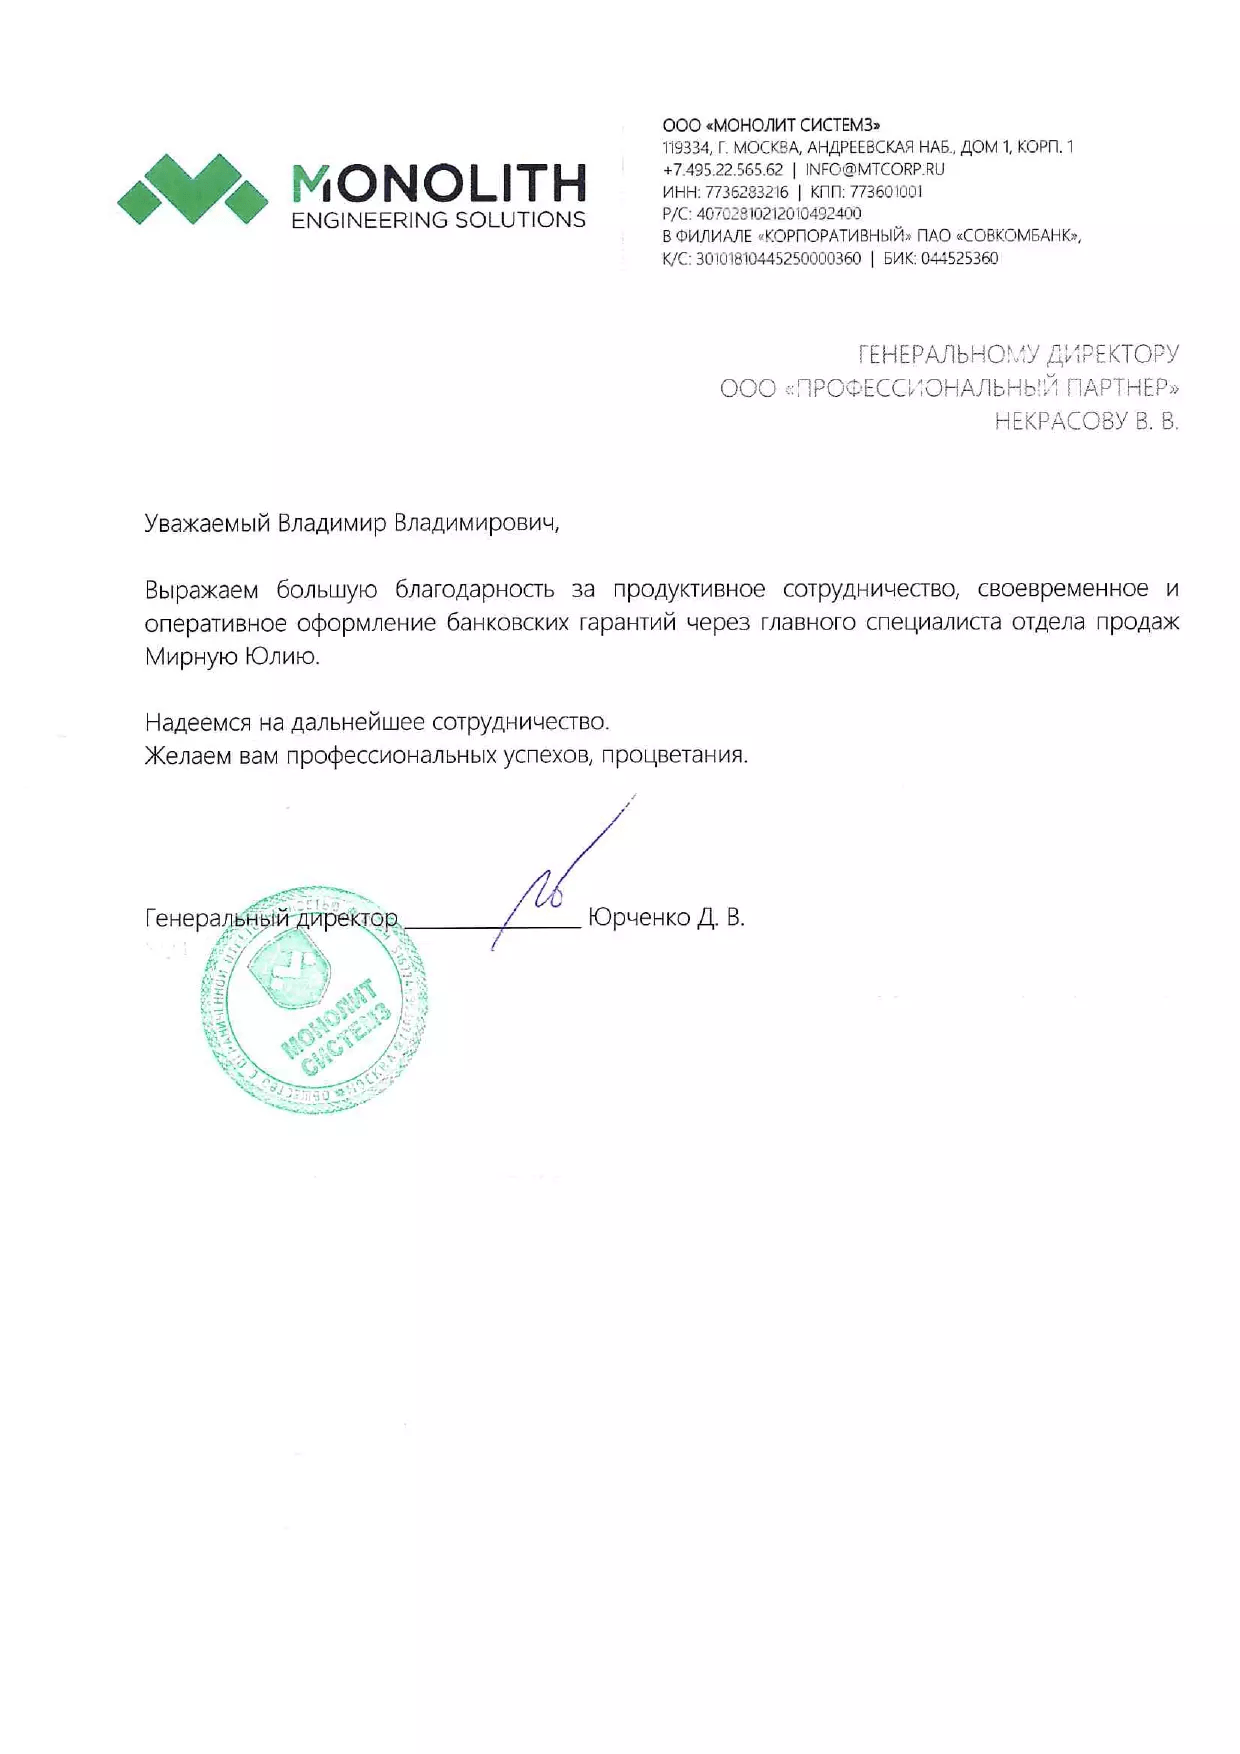 MONOLITH
ENGINEERING SOLUTIONS
ООО «МОНОЛИТ СИСТЕМЗ»
119334, Г. МОСКВА, АНДРЕЕВСКАЯ НАБ., ДОМ 1, КОРП. 1
+7.495.22.565.62 | INFO@MTCORP.RU
ИНН: 7736283216 | КПП: 773601001
Р/С: 40702810212010492400
В ФИЛИАЛЕ «КОРПОРАТИВНЫЙ» ПАО «СОВКОМБАНК»,
К/С: 30101810445250000360 | БИК: 044525360
ГЕНЕРАЛЬНОМУ ДИРЕКТОРУ
ООО «ПРОФЕССИОНАЛЬНЫЙ ПАРТНЕР»
НЕКРАСОВУ В. В.
Уважаемый Владимир Владимирович,
Выражаем большую благодарность за продуктивное сотрудничество, своевременное и
оперативное оформление банковских гарантий через главного специалиста отдела продаж
Мирную Юлию.
Надеемся на дальнейшее сотрудничество.
Желаем вам профессиональных успехов, процветания.
Генеральный директор ______________ Юрченко Д. В.
МОНОЛИТ
СИСТЕМЗ